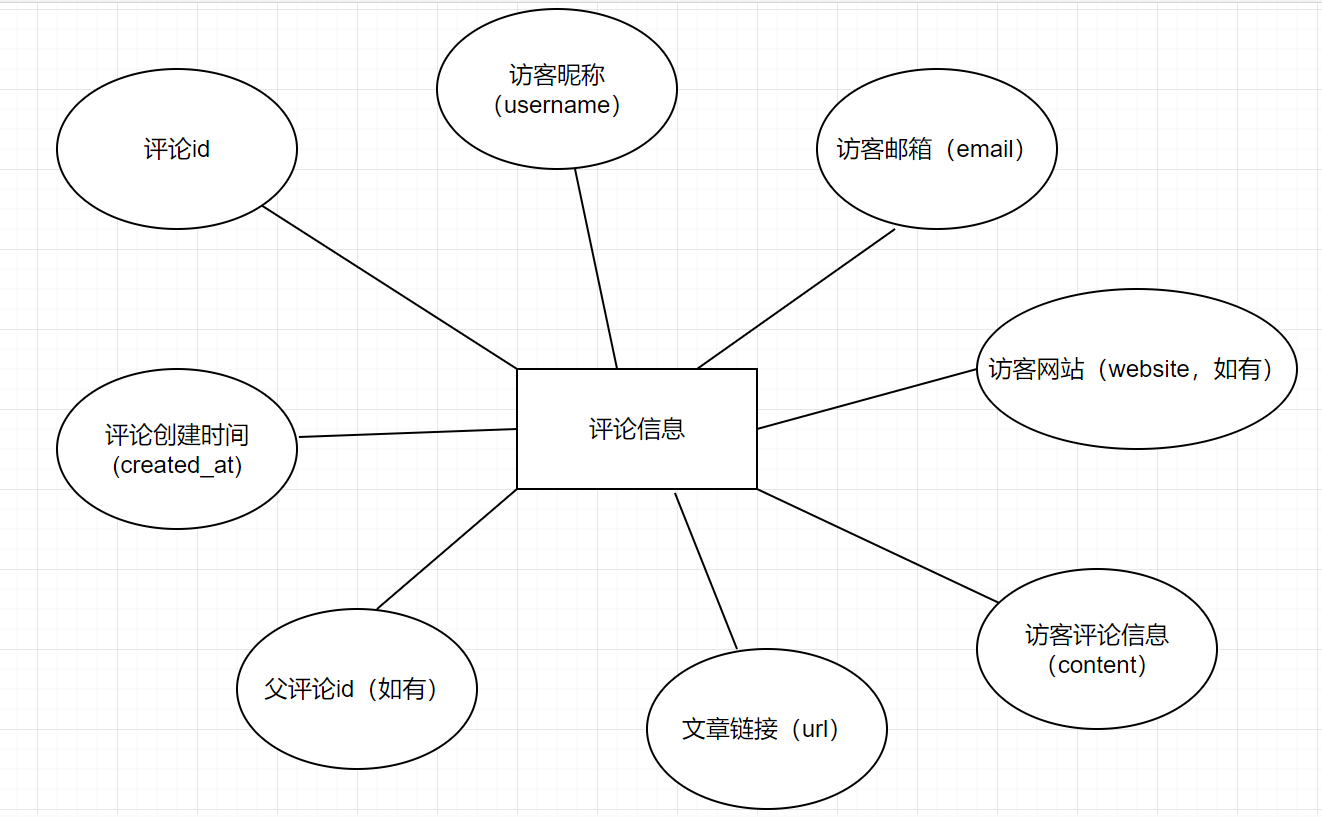 访客昵称
（username）
评论id
访客邮箱（email）
访客网站（website，如有）
评论信息
评论创建时间
(created_at)
访客评论信息
（content）
父评论id（如有）
文章链接（url）